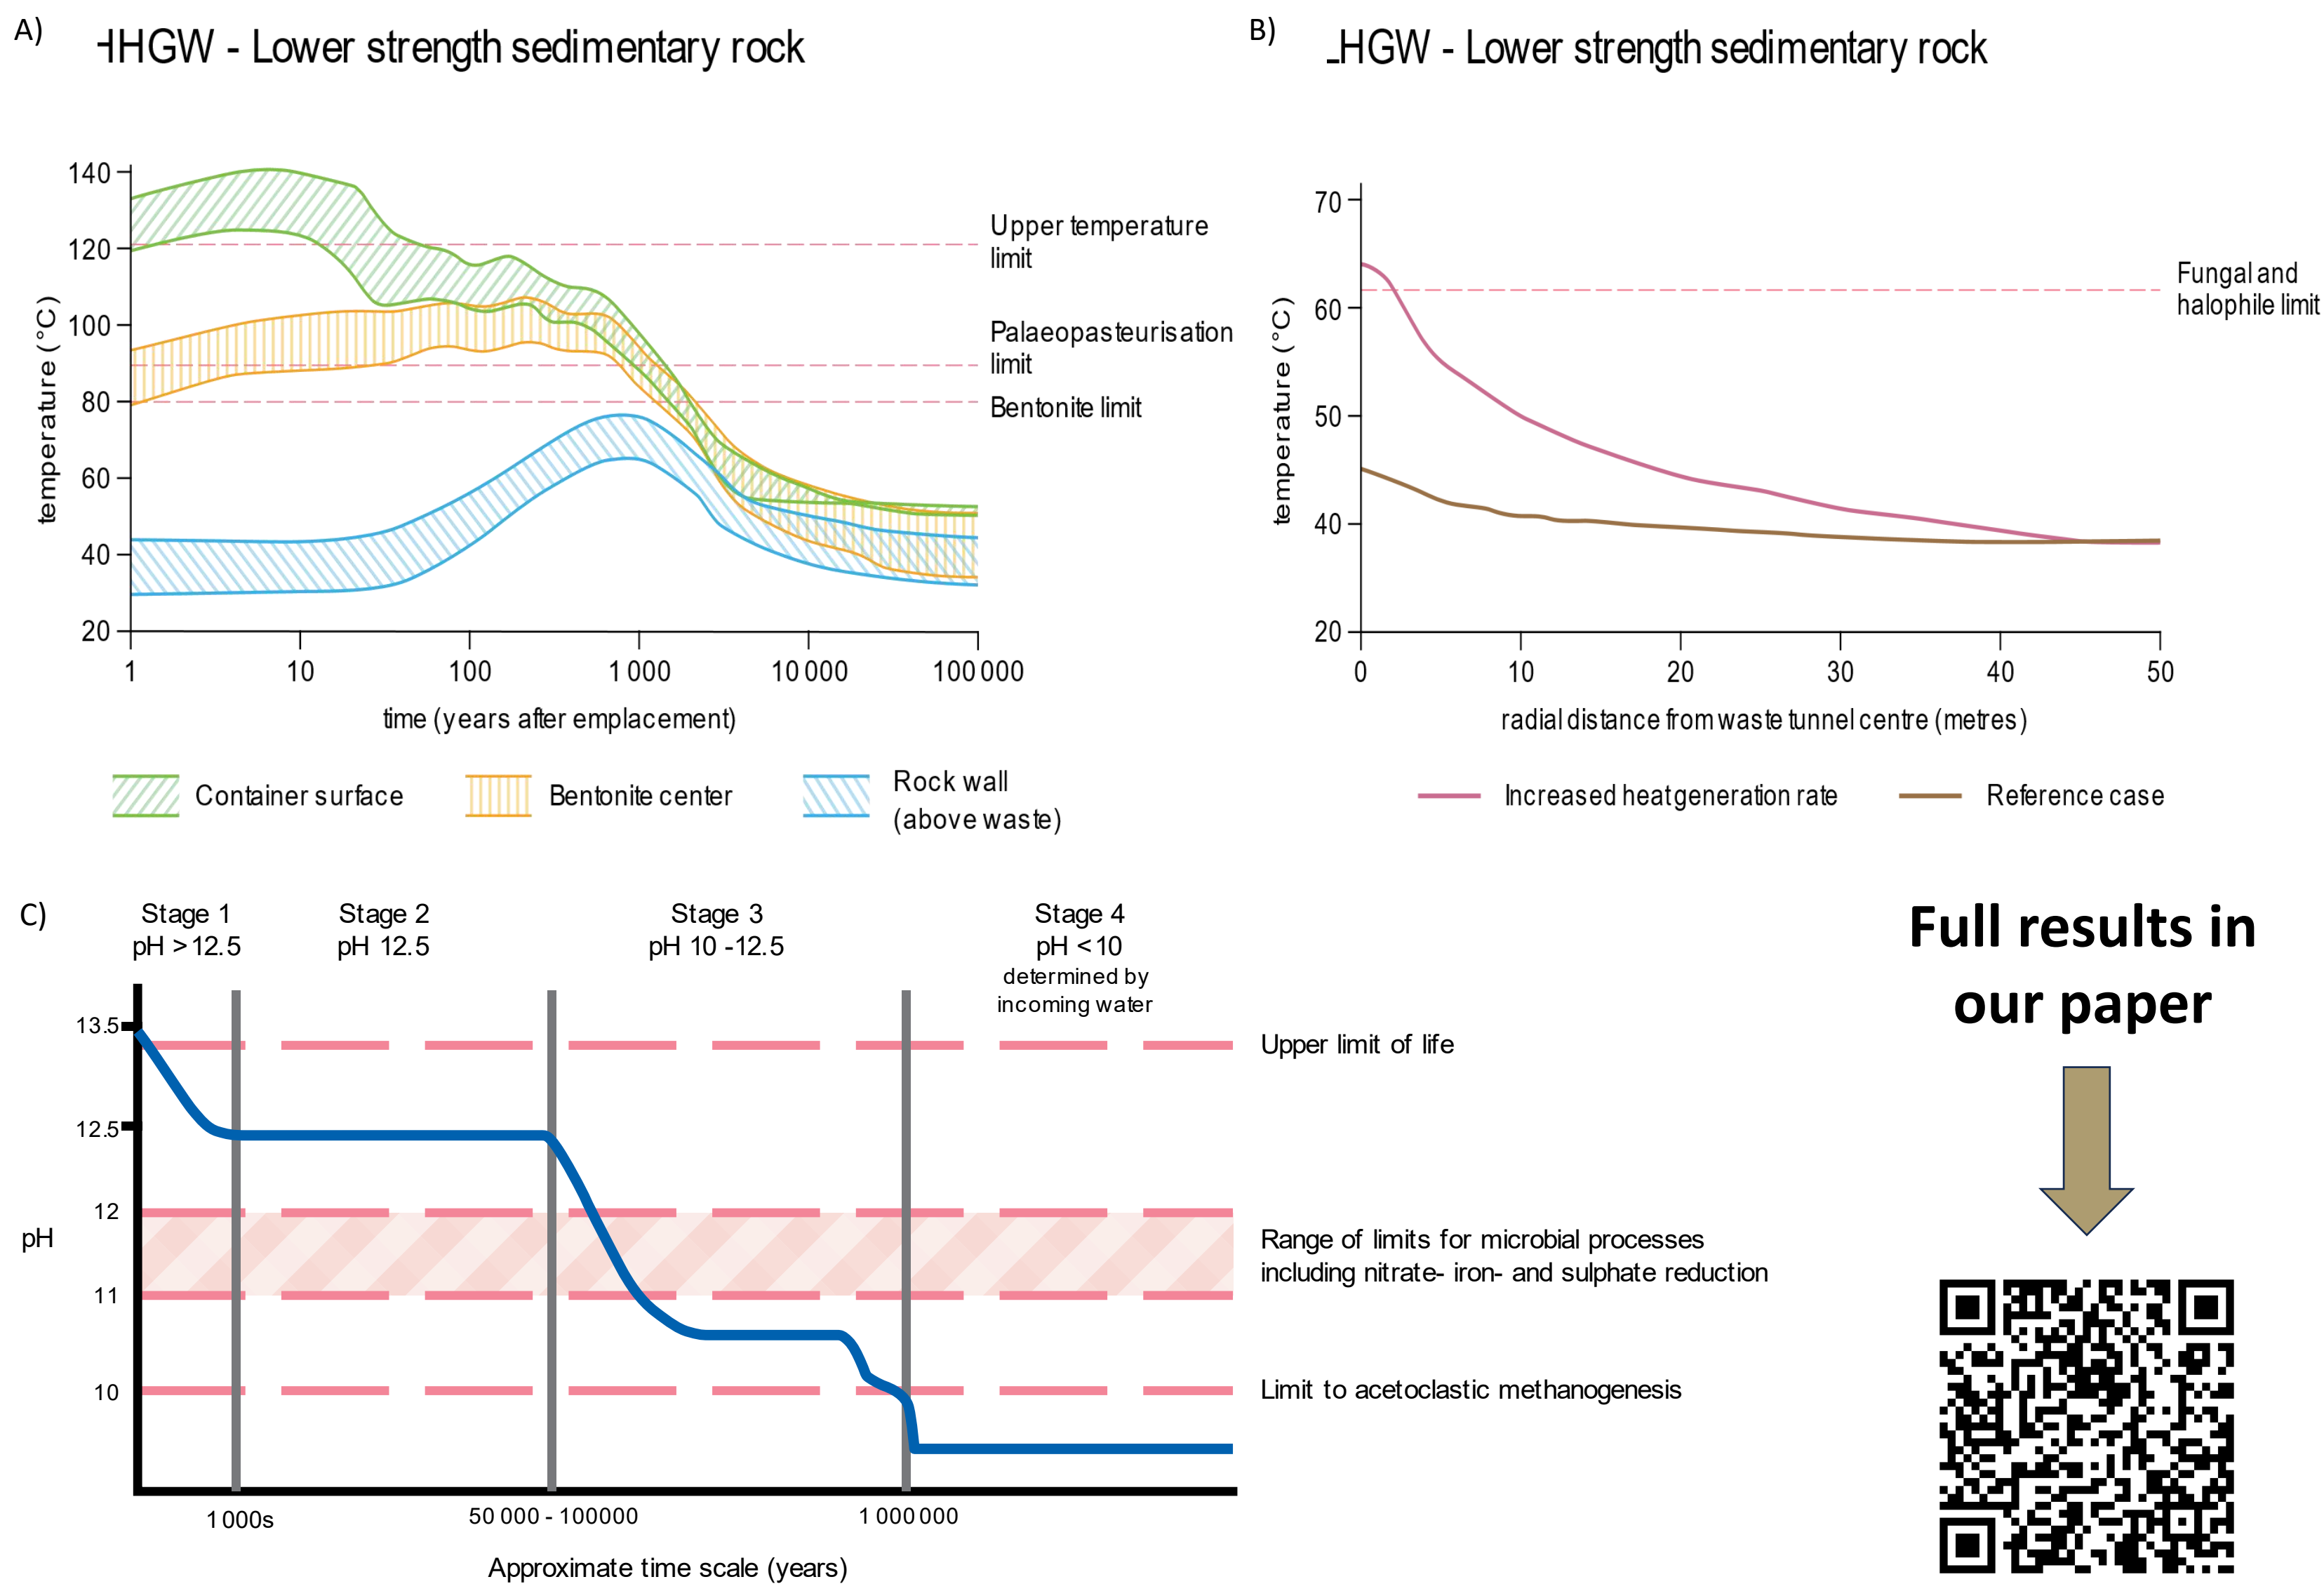 A)
HHGW - Lower strength sedimentary rock
140
120
100
80
60
40
20
temperature (°C)
1
10
100
1 000
10 000
100 000
time (years after emplacement)
Upper temperature
limit
Palaeopasteurisation
limit
Bentonite limit
Container surface
Bentonite center
Rock wall
(above waste)
B)
LHGW - Lower strength sedimentary rock
70
60
50
40
20
temperature (°C)
0
10
20
30
40
50
radial distance from waste tunnel centre (metres)
Fungal and
halophile limit
Increased heat generation rate
Reference case
C)
Stage 1
pH >12.5
Stage 2
pH 12.5
Stage 3
pH 10 -12.5
Stage 4
pH <10
determined by
incoming water
13.5
12.5
12
11
10
pH
Upper limit of life
Range of limits for microbial processes
including nitrate- iron- and sulphate reduction
Limit to acetoclastic methanogenesis
1 000s
50 000 - 100000
1 000 000
Approximate time scale (years)
Full results in
our paper